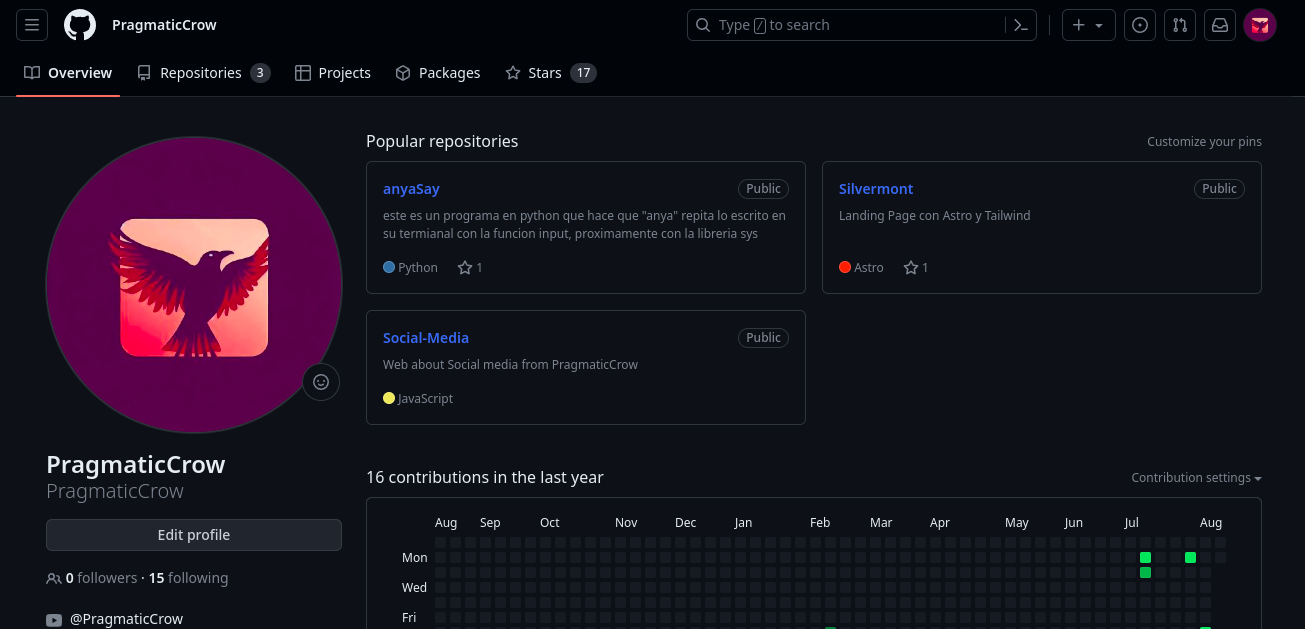 PragmaticCrow
Type / to search
Overview
Repositories 3
Projects
Packages
Stars 17
Popular repositories
Customize your pins
anyaSay
Public
este es un programa en python que hace que "anya" repita lo escrito en
su termianal con la funcion input, proximamente con la libreria sys
Python
1
Silvermont
Public
Landing Page con Astro y Tailwind
Astro
1
Social-Media
Public
Web about Social media from PragmaticCrow
JavaScript
PragmaticCrow
PragmaticCrow
Edit profile
0 followers · 15 following
@PragmaticCrow
16 contributions in the last year
Contribution settings
Aug Sep Oct Nov Dec Jan Feb Mar Apr May Jun Jul Aug
Mon
Wed
Fri